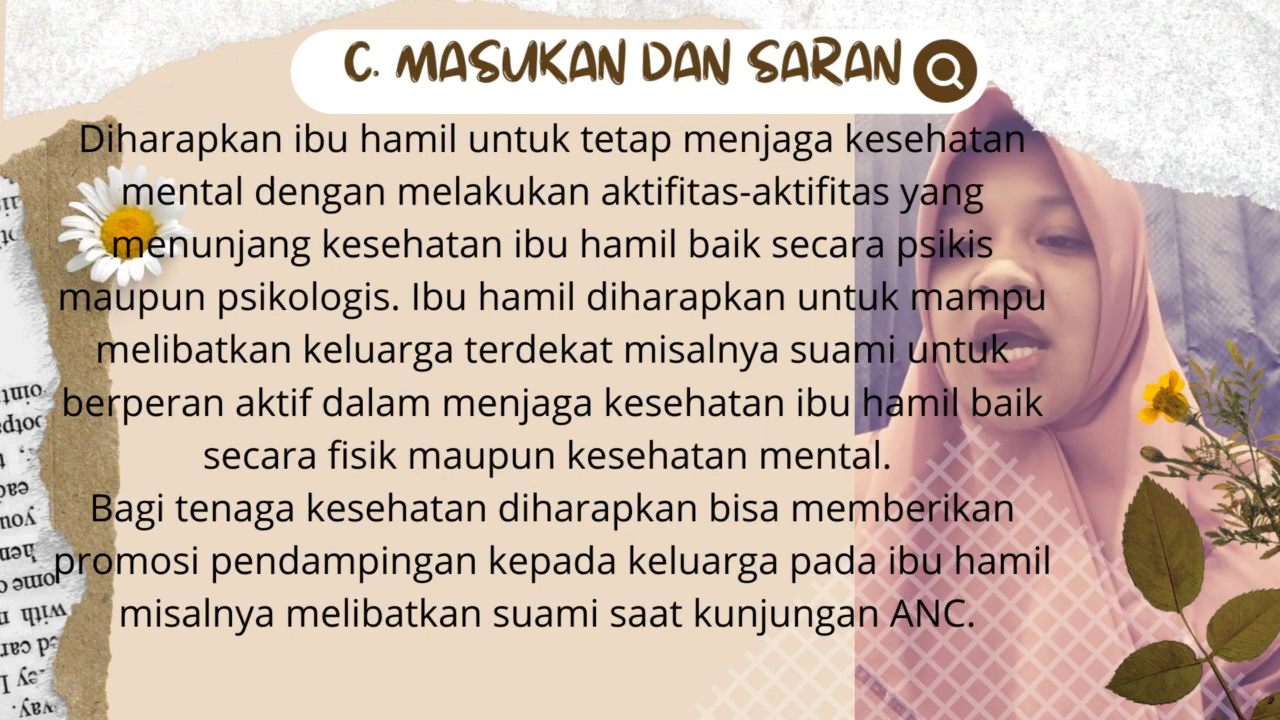 C. MASUKAN DAN SARAN
Diharapkan ibu hamil untuk tetap menjaga kesehatan
mental dengan melakukan aktifitas-aktifitas yang
menunjang kesehatan ibu hamil baik secara psikis
maupun psikologis. Ibu hamil diharapkan untuk mampu
melibatkan keluarga terdekat misalnya suami untuk
berperan aktif dalam menjaga kesehatan ibu hamil baik
secara fisik maupun kesehatan mental.
Bagi tenaga kesehatan diharapkan bisa memberikan
promosi pendampingan kepada keluarga pada ibu hamil
misalnya melibatkan suami saat kunjungan ANC.